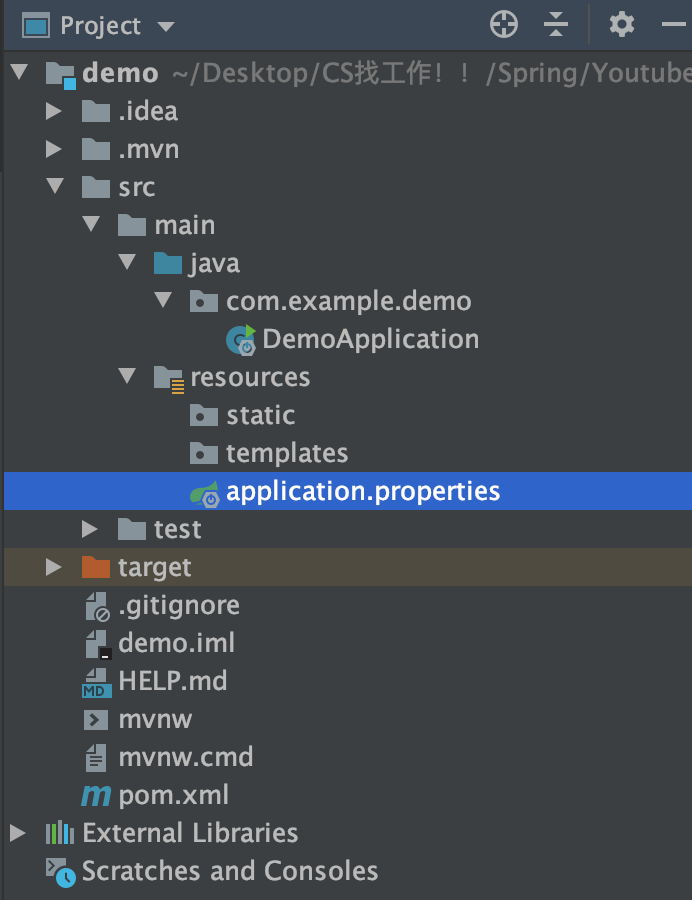 Project
demo ~/Desktop/CS找工作！！/Spring/Youtube
.idea
.mvn
src
main
java
com.example.demo
DemoApplication
resources
static
templates
application.properties
test
target
.gitignore
demo.iml
MD HELP.md
mvnw
mvnw.cmd
m pom.xml
External Libraries
Scratches and Consoles